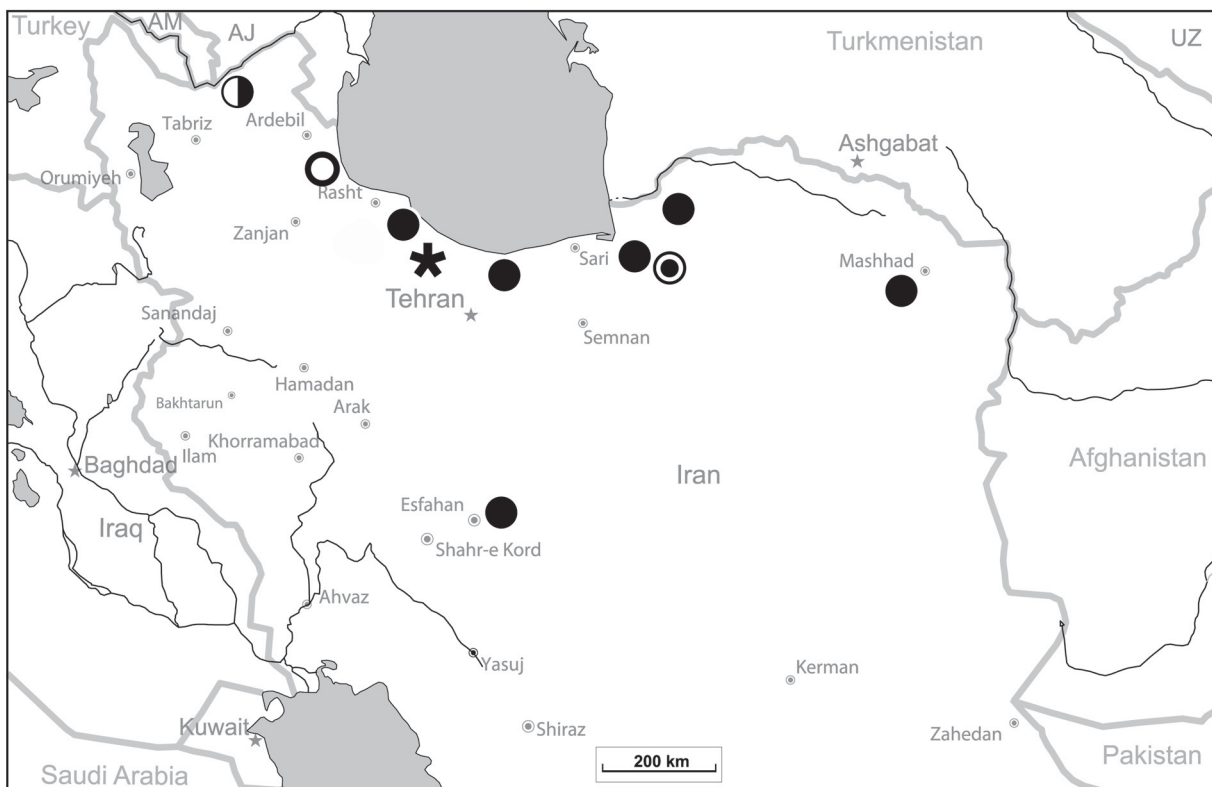 Turkey
AM
AJ
Turkmenistan
UZ
Tabriz
Ardebil
Ashgabat
Orumiyeh
Rasht
Zanjan
Sari
Mashhad
Tehran
Sanandaj
Semnan
Hamadan
Bakhtarun
Arak
Ilam
Khorramabad
Baghdad
Iran
Afghanistan
Esfahan
Iraq
Shahr-e Kord
Ahvaz
Yasuj
Kerman
Kuwait
Shiraz
Zahedan
200 km
Pakistan
Saudi Arabia